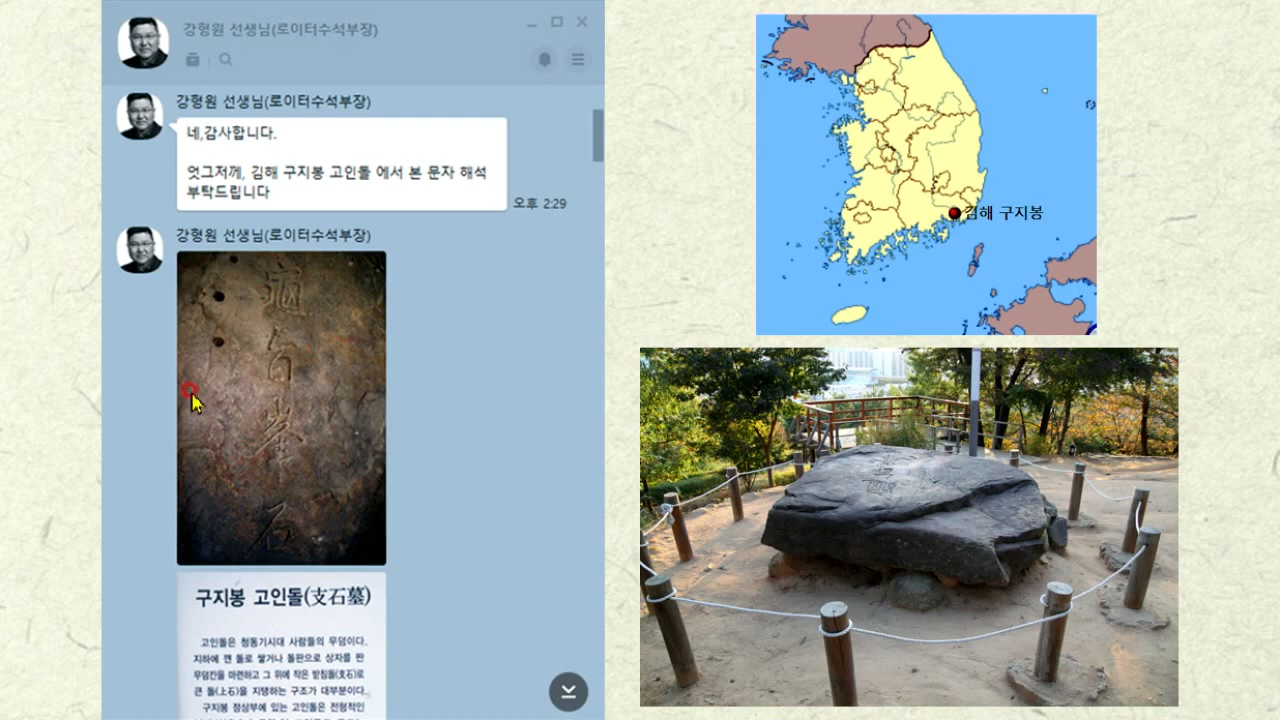 강형원 선생님(로이터수석부장)
강형원 선생님(로이터수석부장)
네,감사합니다.
엇그저께, 김해 구지봉 고인돌 에서 본 문자 해석
부탁드립니다
오후 2:29
강형원 선생님(로이터수석부장)
石
구지봉 고인돌(支石墓)
고인돌은 청동기시대 사람들의 무덤이다.
지하에 깬 돌로 쌓거나 돌판으로 상자를 짠
무덤칸을 마련하고 그 위에 작은 받침돌(支石)로
큰 돌(上石)을 지탱하는 구조가 대부분이다.
구지봉 정상부에 있는 고인돌은 전형적인
김해 구지봉